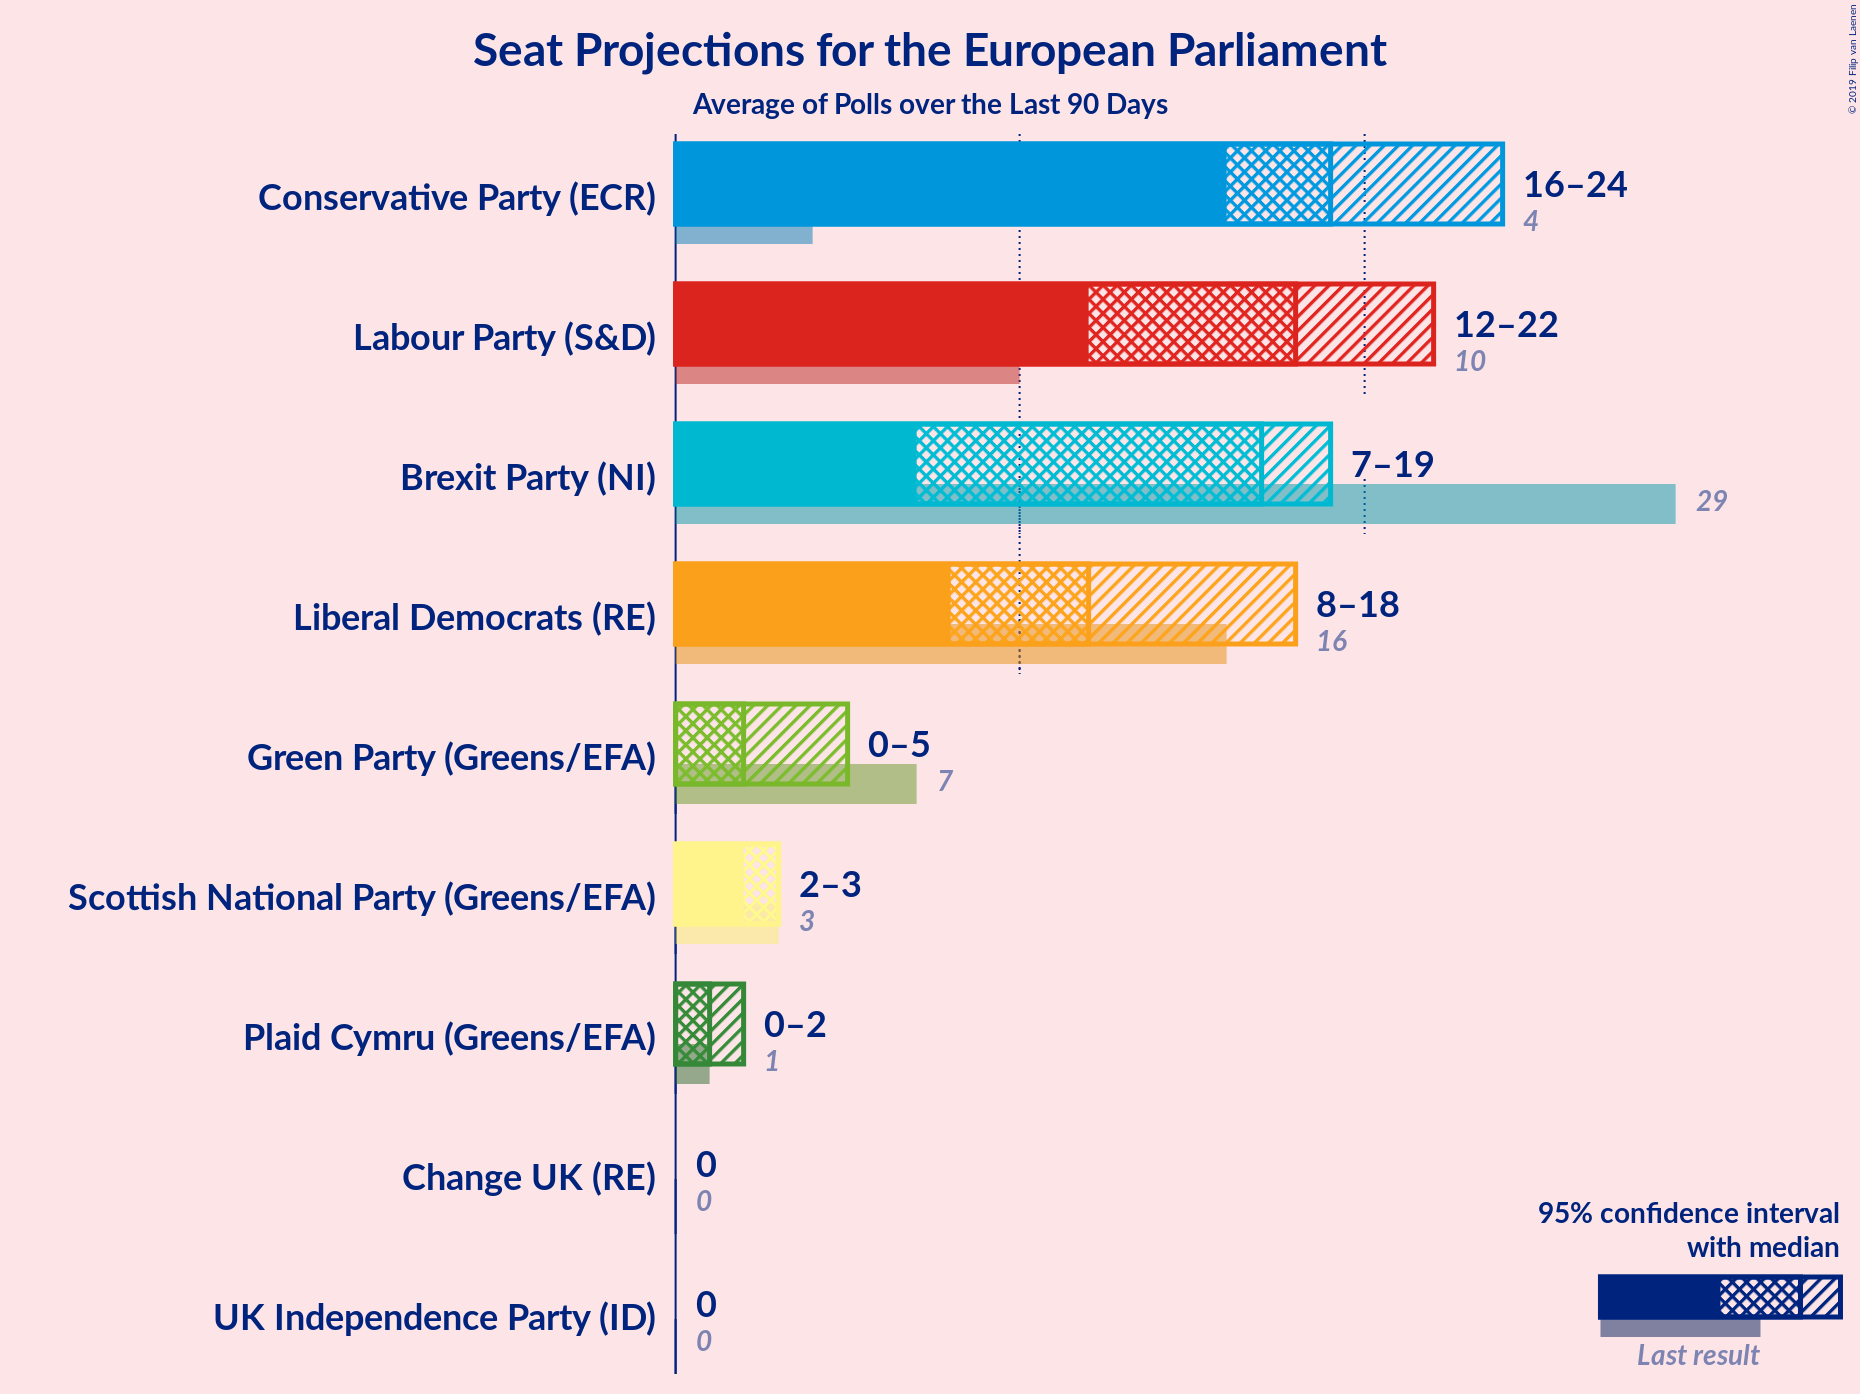 Seat Projections for the European Parliament
Average of Polls over the Last 90 Days
© 2019 Filip van Laenen
Conservative Party (ECR)
16–24
4
Labour Party (S&D)
12–22
10
Brexit Party (NI)
7–19
29
Liberal Democrats (RE)
8–18
16
Green Party (Greens/EFA)
0–5
7
Scottish National Party (Greens/EFA)
2–3
3
Plaid Cymru (Greens/EFA)
0–2
1
Change UK (RE)
0
0
UK Independence Party (ID)
0
0
95% confidence interval
with median
Last result